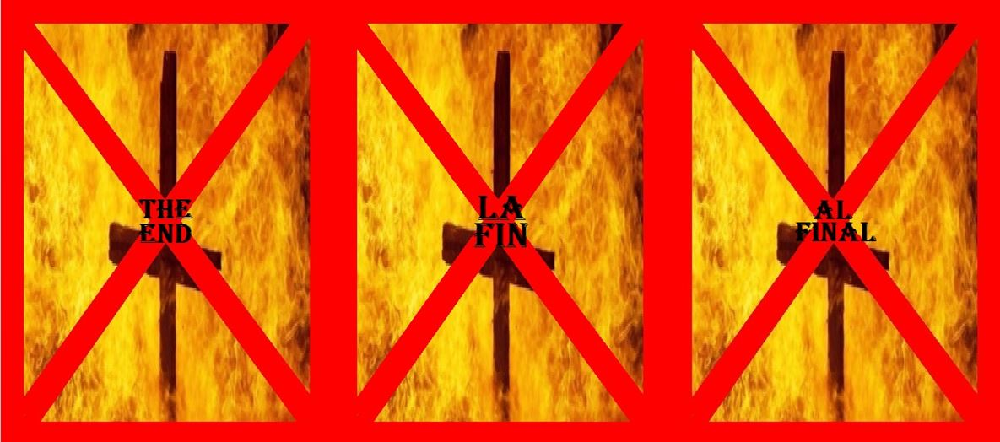 THE
END
LA
FIN
AL
FINAL